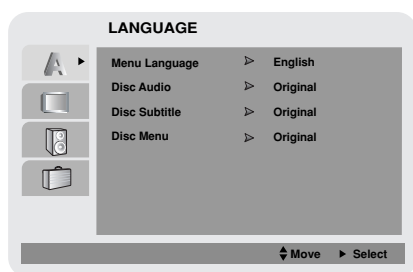 LANGUAGE
A
Menu Language English
Disc Audio Original
Disc Subtitle Original
Disc Menu Original
Move Select